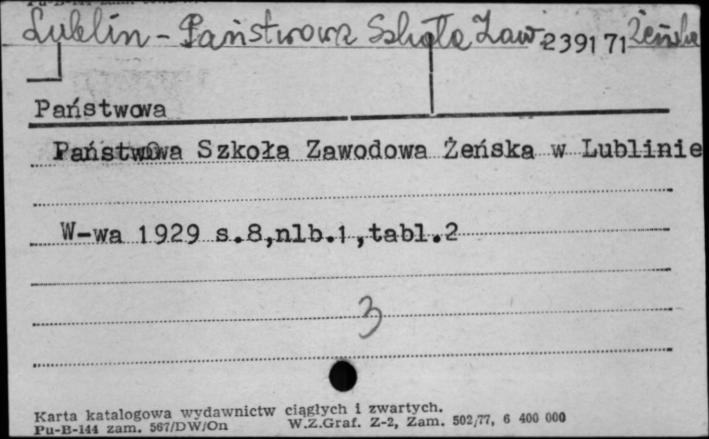 Lublin - Państwowa Szkoła Zaw. 239171 Żeńska
Państwowa
Państwowa Szkoła Zawodowa Żeńska w Lublinie
W-wa 1929 s.8,nlb.1,tabl.2
3
Karta katalogowa wydawnictw ciągłych i zwartych.
Pu-B-144 zam. 567/DW/On W.Z.Graf. Z-2, Zam. 502/77, 6 400 000